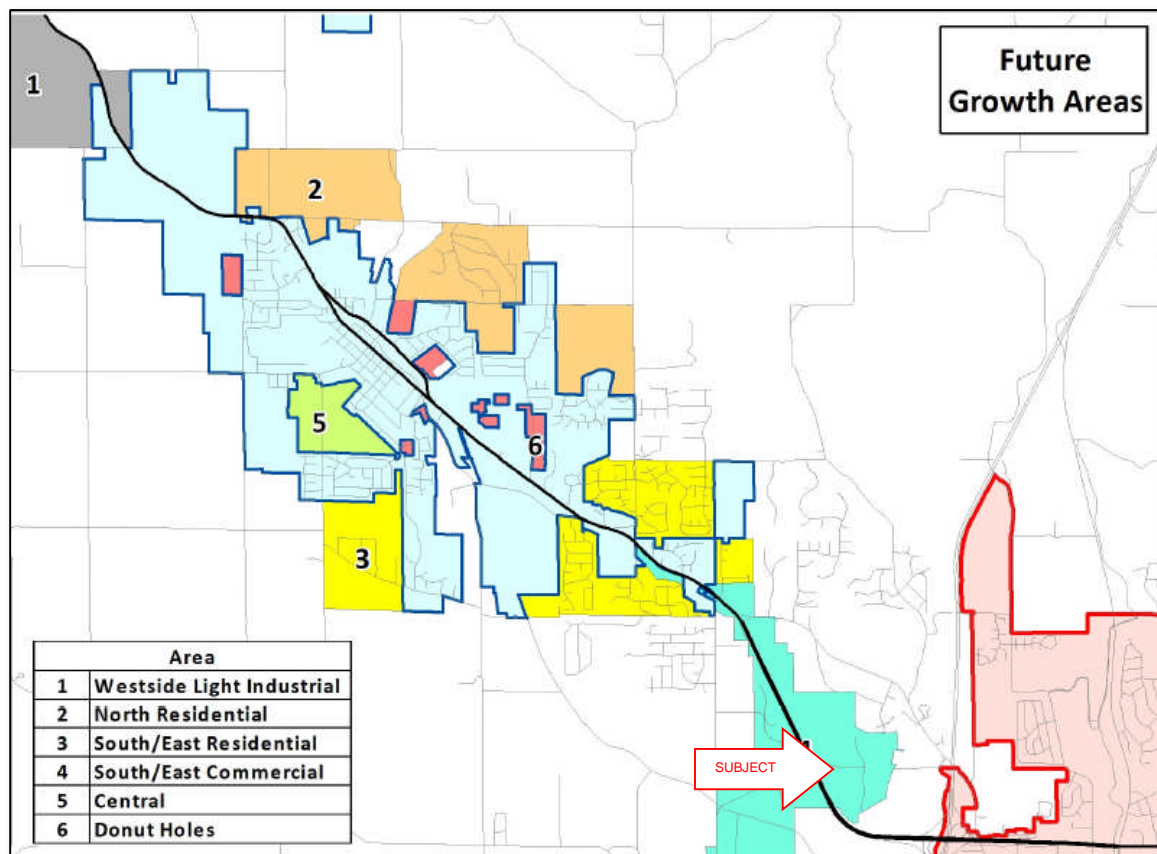 Future
Growth Areas
1
2
5
6
3
SUBJECT
Area
1 Westside Light Industrial
2 North Residential
3 South/East Residential
4 South/East Commercial
5 Central
6 Donut Holes